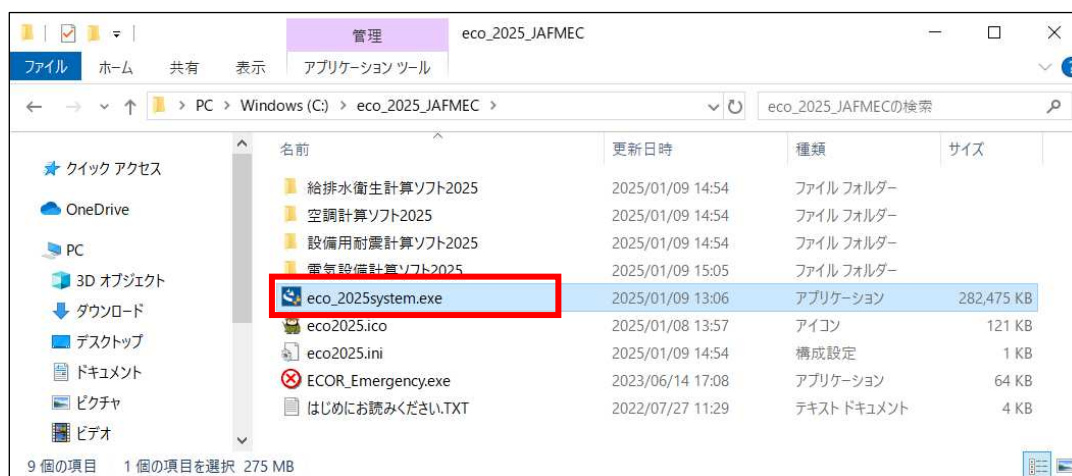 管理 eco_2025_JAFMEC
ファイル ホーム 共有 表示 アプリケーション ツール
PC > Windows (C:) > eco_2025_JAFMEC > eco_2025_JAFMECの検索
名前 更新日時 種類 サイズ
クイック アクセス
OneDrive
PC
3D オブジェクト
ダウンロード
デスクトップ
ドキュメント
ピクチャ
ビデオ
給排水衛生計算ソフト2025 2025/01/09 14:54 ファイル フォルダー
空調計算ソフト2025 2025/01/09 14:54 ファイル フォルダー
設備用耐震計算ソフト2025 2025/01/09 14:54 ファイル フォルダー
電気設備計算ソフト2025 2025/01/09 15:05 ファイル フォルダー
eco_2025system.exe 2025/01/09 13:06 アプリケーション 282,475 KB
eco2025.ico 2025/01/08 13:57 アイコン 121 KB
eco2025.ini 2025/01/09 14:54 構成設定 1 KB
ECOR_Emergency.exe 2023/06/14 17:08 アプリケーション 64 KB
はじめにお読みください.TXT 2022/07/27 11:29 テキスト ドキュメント 4 KB
9 個の項目 1 個の項目を選択 275 MB